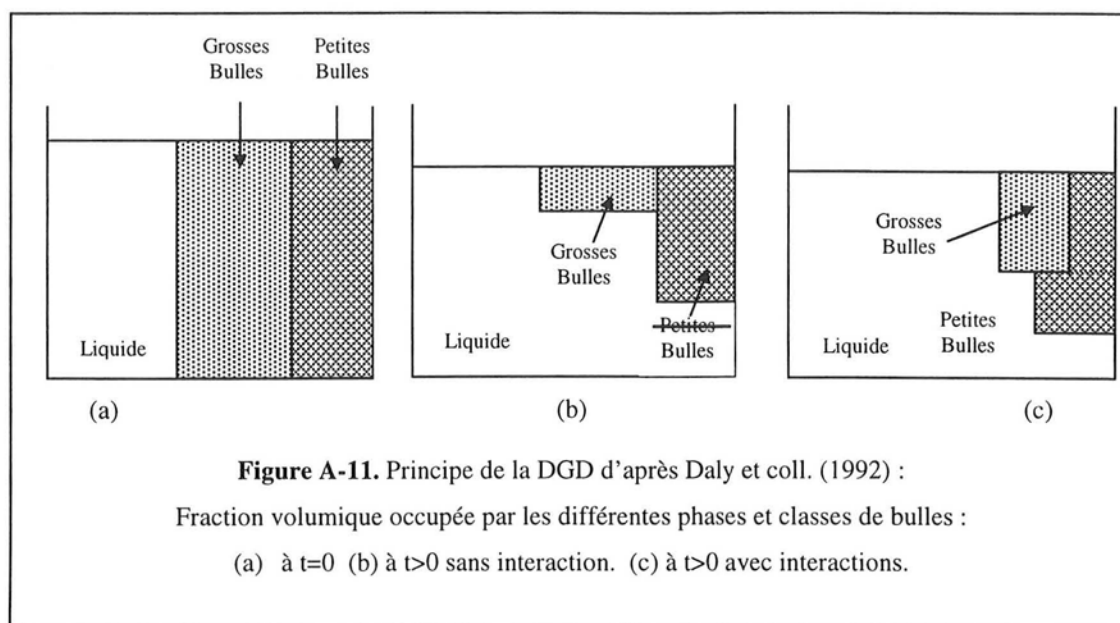 Grosses
Bulles
Petites
Bulles
Liquide
(a)
Grosses
Bulles
Liquide
Petites
Bulles
(b)
Grosses
Bulles
Liquide
Petites
Bulles
(c)
Figure A-11. Principe de la DGD d'après Daly et coll. (1992) :
Fraction volumique occupée par les différentes phases et classes de bulles :
(a) à t=0 (b) à t>0 sans interaction. (c) à t>0 avec interactions.